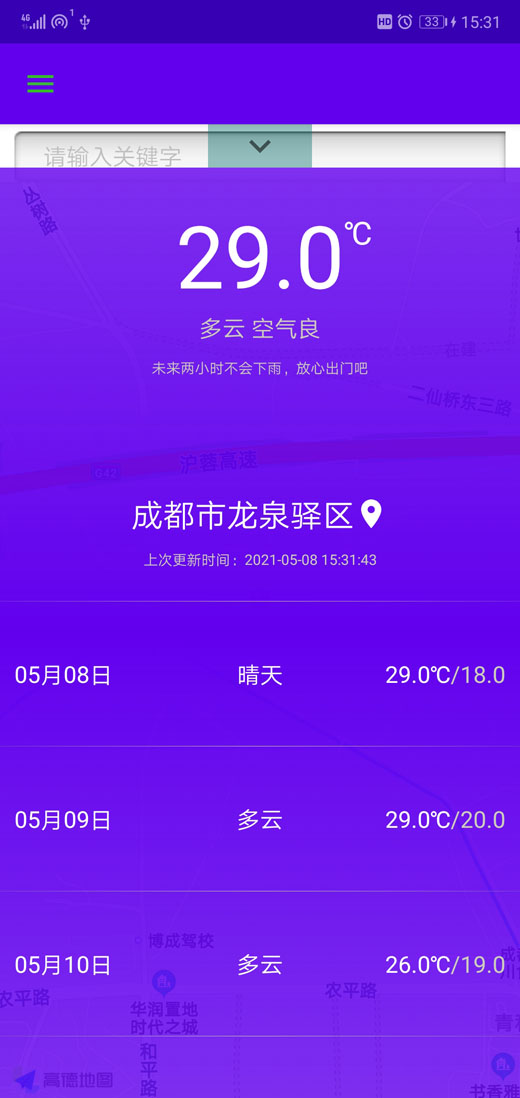 4G 1 HD 33 15:31
请输入关键字
29.0℃
多云 空气良
未来两小时不会下雨，放心出门吧
丛树路
在建
二仙桥东三路
沪蓉高速
G42
成都市龙泉驿区
上次更新时间：2021-05-08 15:31:43
05月08日 晴天 29.0℃/18.0
05月09日 多云 29.0℃/20.0
博成驾校
05月10日 多云 26.0℃/19.0
农平路
农平路
华润置地
时代之城
和平路
高德地图
书香雅